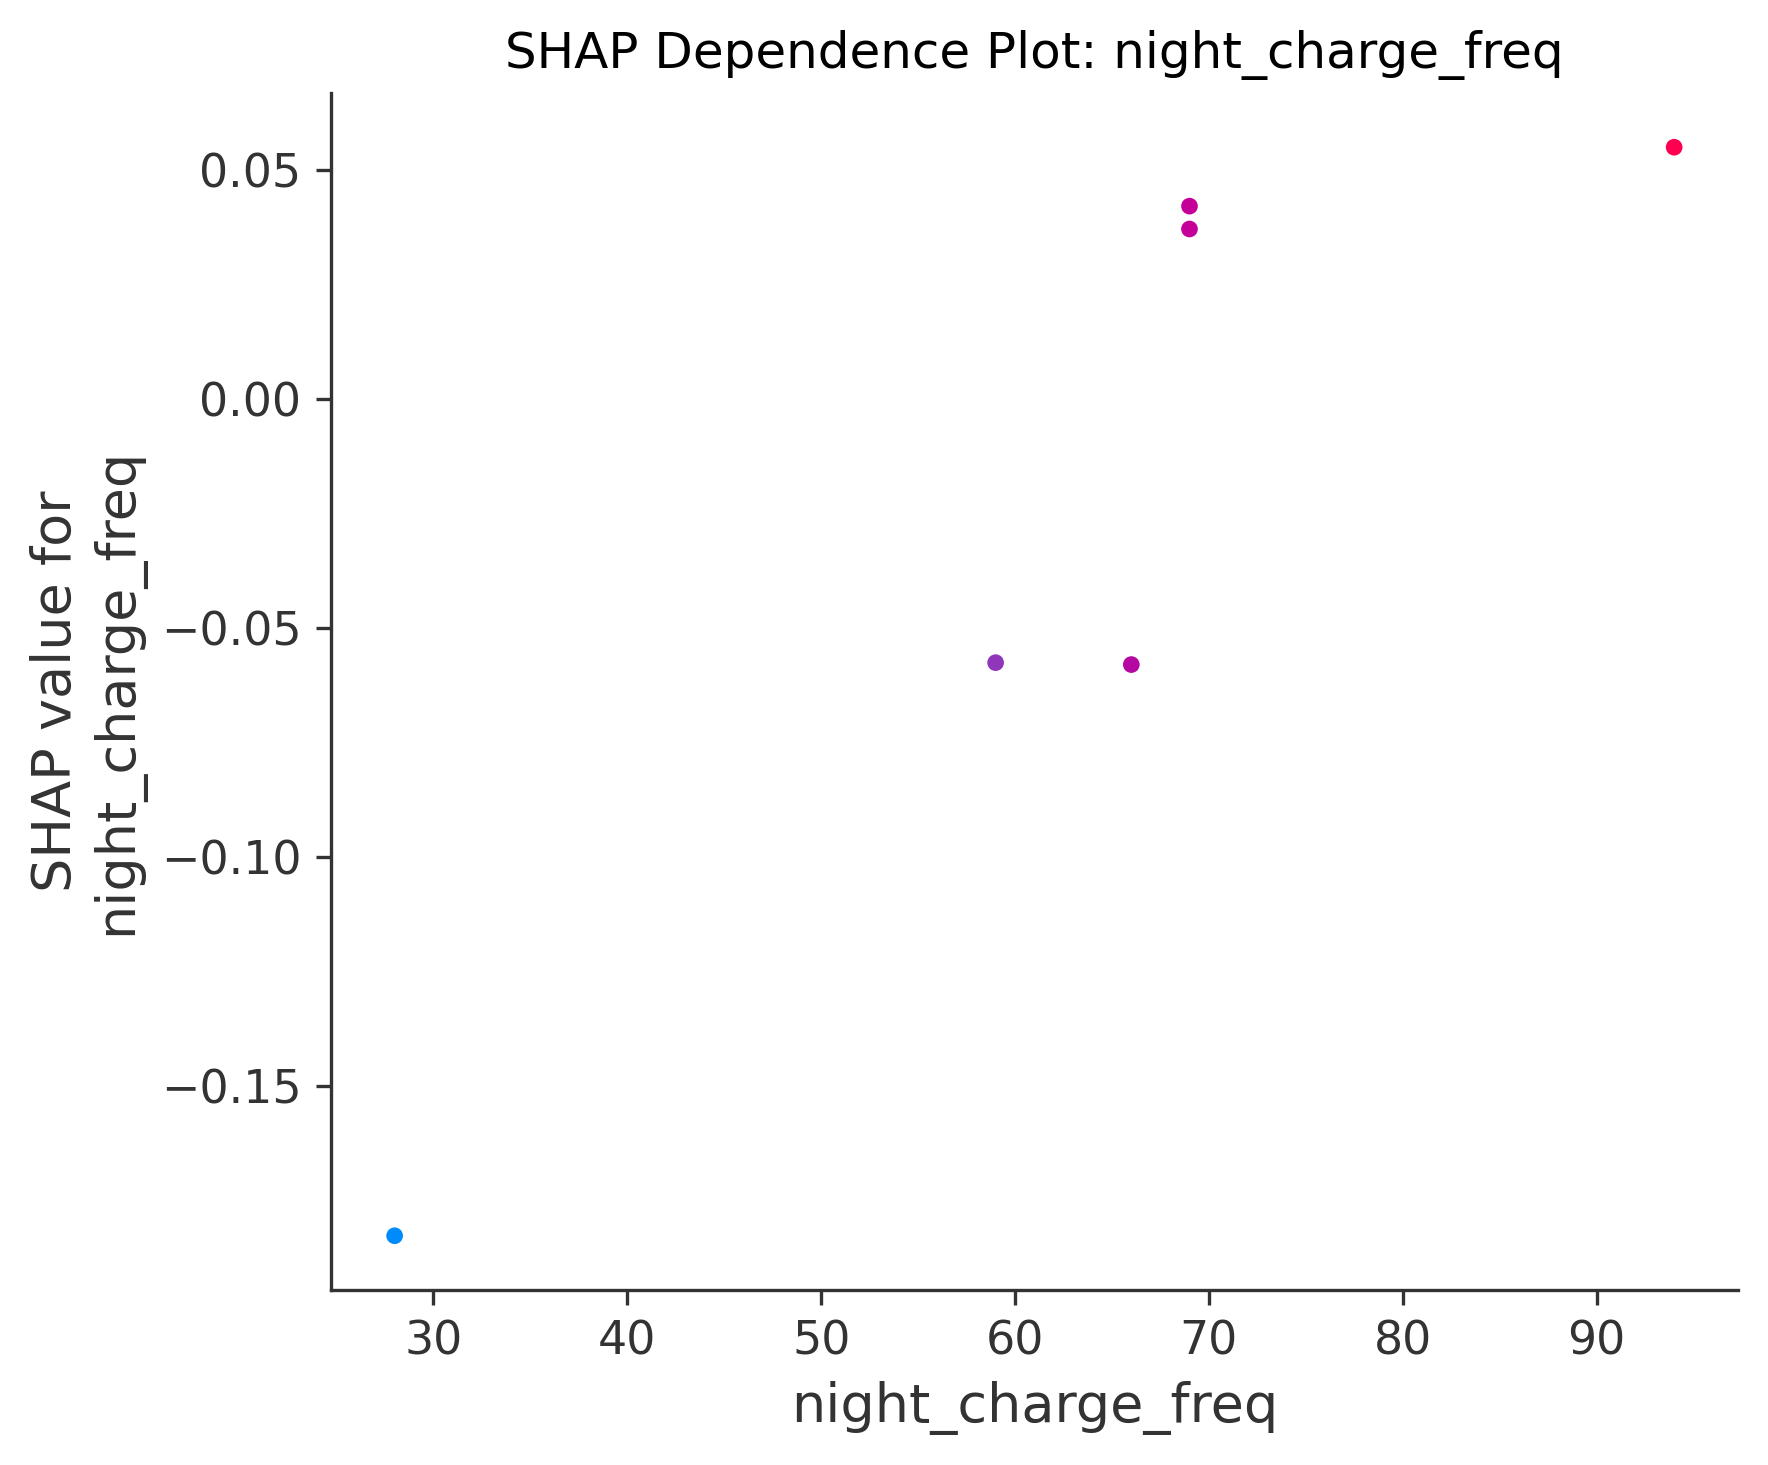 SHAP Dependence Plot: night_charge_freq
SHAP value for
night_charge_freq
0.05
0.00
−0.05
−0.10
−0.15
30 40 50 60 70 80 90
night_charge_freq